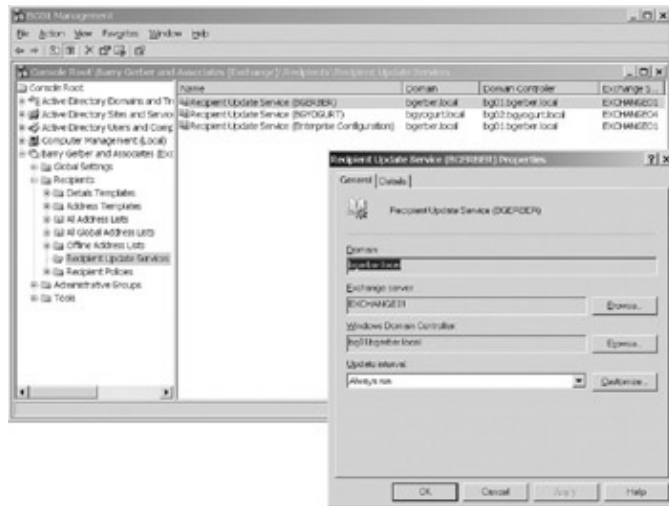 BG01 Management
File Action View Favorites Window Help
Console Root\Barry Gerber and Associates (Exchange)\Recipients\Recipient Update Services
Console Root
Active Directory Domains and Tr
Active Directory Sites and Service
Active Directory Users and Comp
Computer Management (Local)
Barry Gerber and Associates (Exc
Global Settings
Recipients
Details Templates
Address Templates
All Address Lists
All Global Address Lists
Offline Address Lists
Recipient Update Services
Recipient Policies
Administrative Groups
Tools
Name Domain Domain Controller Exchange S...
Recipient Update Service (BGERBER) bgerber.local bg01.bgerber.local EXCHANGE01
Recipient Update Service (BGYOGURT) bgyogurt.local bg02.bgyogurt.local EXCHANGE04
Recipient Update Service (Enterprise Configuration) bgerber.local bg01.bgerber.local EXCHANGE01
Recipient Update Service (BGERBER) Properties
General Details
Recipient Update Service (BGERBER)
Domain:
bgerber.local
Exchange server:
EXCHANGE01
Browse...
Windows Domain Controller:
bg01.bgerber.local
Browse...
Update interval:
Always run
Customize...
OK Cancel Apply Help